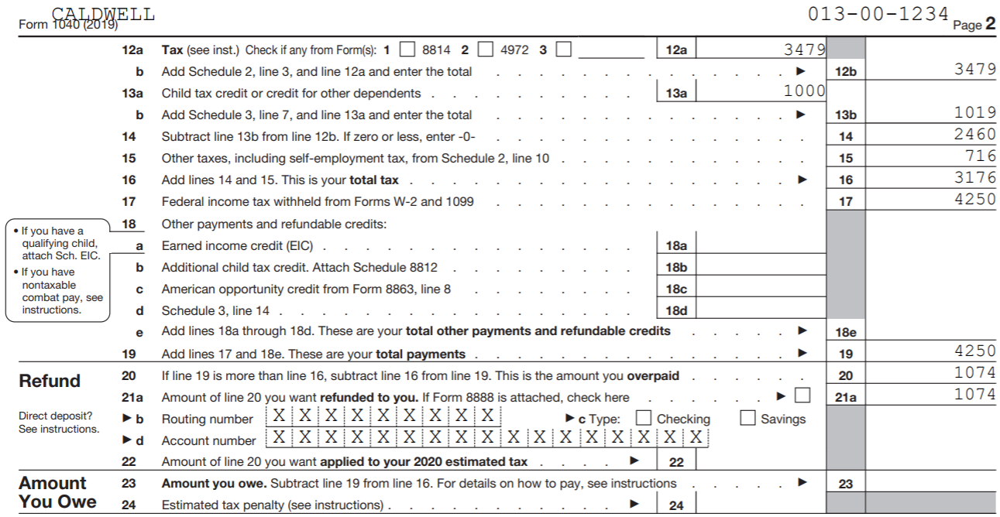 CALDWELL 013-00-1234
Form 1040 (2019) Page 2
12a Tax (see inst.) Check if any from Form(s): 1 8814 2 4972 3 12a 3479
b Add Schedule 2, line 3, and line 12a and enter the total . . . . . . . . . . . . . . ▶ 12b 3479
13a Child tax credit or credit for other dependents . . . . . . . . . . 13a 1000
b Add Schedule 3, line 7, and line 13a and enter the total . . . . . . . . . . . . . . ▶ 13b 1019
14 Subtract line 13b from line 12b. If zero or less, enter -0- . . . . . . . . . . . . . . . 14 2460
15 Other taxes, including self-employment tax, from Schedule 2, line 10 . . . . . . . . . . . . 15 716
16 Add lines 14 and 15. This is your total tax . . . . . . . . . . . . . . . . . . ▶ 16 3176
17 Federal income tax withheld from Forms W-2 and 1099 . . . . . . . . . . . . . . . 17 4250
18 Other payments and refundable credits:
• If you have a qualifying child, attach Sch. EIC.
• If you have nontaxable combat pay, see instructions.
a Earned income credit (EIC) . . . . . . . . . . . . . . . 18a
b Additional child tax credit. Attach Schedule 8812 . . . . . . . . . 18b
c American opportunity credit from Form 8863, line 8 . . . . . . . . 18c
d Schedule 3, line 14 . . . . . . . . . . . . . . . . . 18d
e Add lines 18a through 18d. These are your total other payments and refundable credits . . . . . ▶ 18e
19 Add lines 17 and 18e. These are your total payments . . . . . . . . . . . . . . . ▶ 19 4250
Refund 20 If line 19 is more than line 16, subtract line 16 from line 19. This is the amount you overpaid . . . . . . 20 1074
21a Amount of line 20 you want refunded to you. If Form 8888 is attached, check here . . . . . . . ▶ 21a 1074
Direct deposit? See instructions.
▶ b Routing number X X X X X X X X X ▶ c Type: Checking Savings
▶ d Account number X X X X X X X X X X X X X X X X X
22 Amount of line 20 you want applied to your 2020 estimated tax . . . . ▶ 22
Amount You Owe
23 Amount you owe. Subtract line 19 from line 16. For details on how to pay, see instructions . . . . . ▶ 23
24 Estimated tax penalty (see instructions) . . . . . . . . . . . ▶ 24